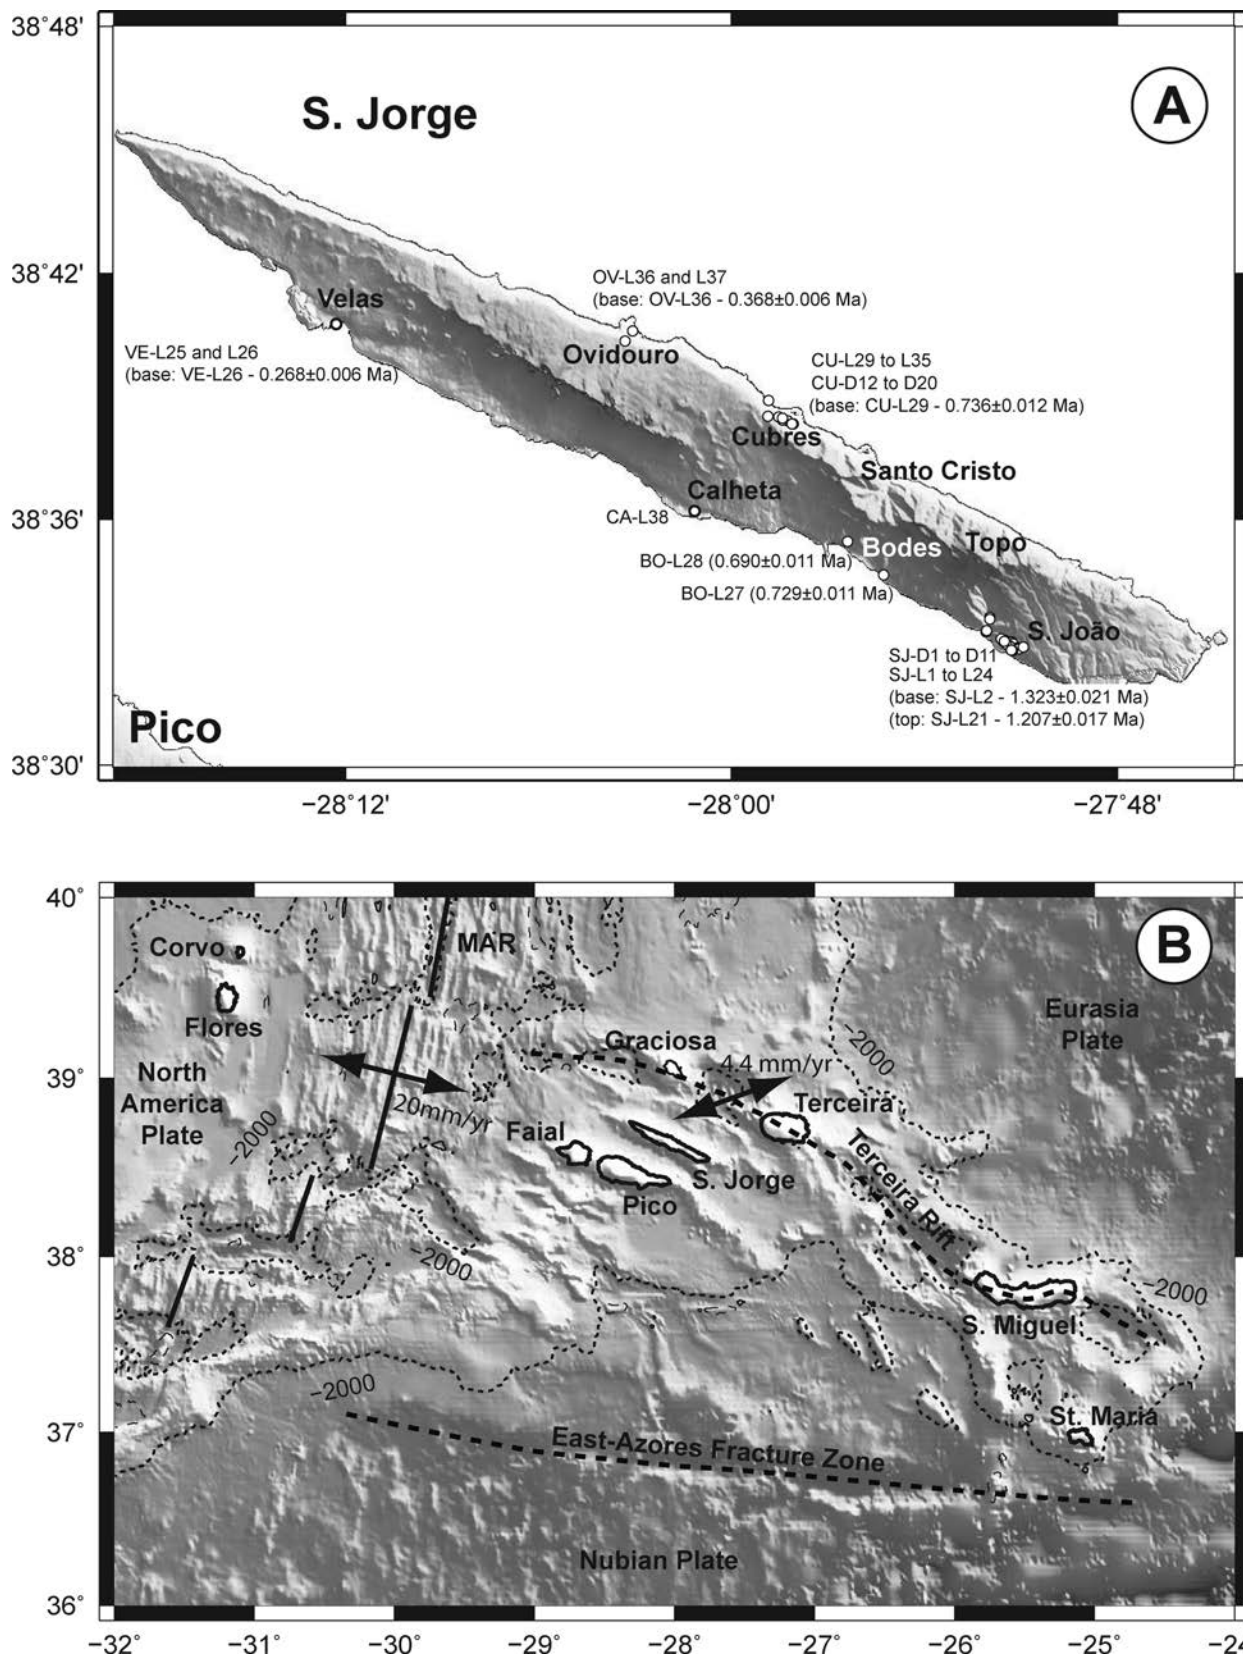 38°48'
S. Jorge
A
38°42'
OV-L36 and L37
(base: OV-L36 - 0.368±0.006 Ma)
Velas
Ovidouro
VE-L25 and L26
(base: VE-L26 - 0.268±0.006 Ma)
CU-L29 to L35
CU-D12 to D20
(base: CU-L29 - 0.736±0.012 Ma)
Cubres
Santo Cristo
Calheta
38°36'
CA-L38
Bodes
Topo
BO-L28 (0.690±0.011 Ma)
BO-L27 (0.729±0.011 Ma)
S. João
SJ-D1 to D11
SJ-L1 to L24
(base: SJ-L2 - 1.323±0.021 Ma)
(top: SJ-L21 - 1.207±0.017 Ma)
Pico
38°30'
−28°12'
−28°00'
−27°48'
40°
Corvo
MAR
B
Flores
Eurasia
Plate
Graciosa
−2000
4.4 mm/yr
39°
North
America
Plate
20mm/yr
Terceira
−2000
Faial
Terceira Rift
S. Jorge
Pico
38°
−2000
−2000
S. Miguel
−2000
37°
St. Maria
East-Azores Fracture Zone
Nubian Plate
36°
−32°
−31°
−30°
−29°
−28°
−27°
−26°
−25°
−24